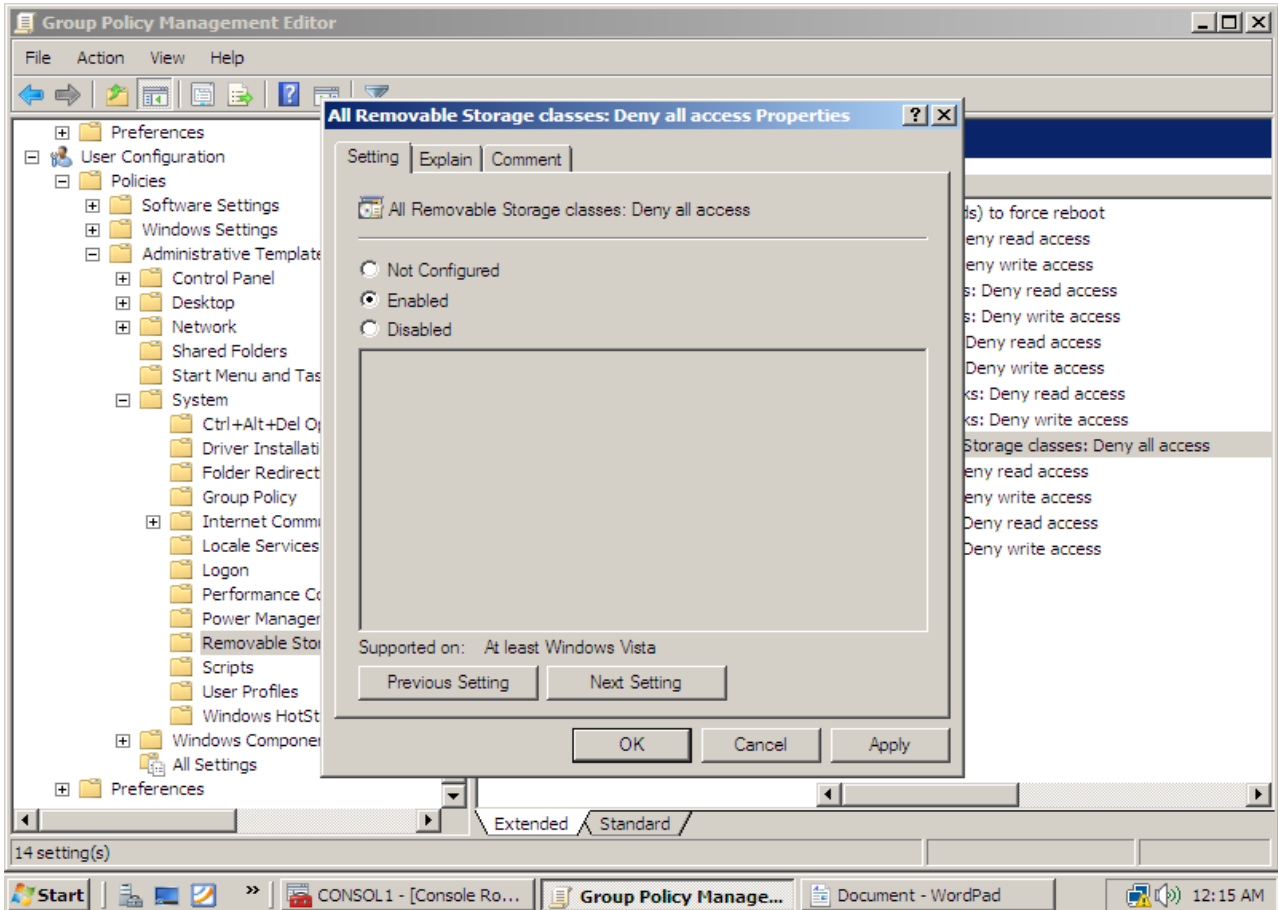 Group Policy Management Editor
File Action View Help
All Removable Storage classes: Deny all access Properties
Setting Explain Comment
All Removable Storage classes: Deny all access
Not Configured
Enabled
Disabled
Supported on: At least Windows Vista
Previous Setting Next Setting
OK Cancel Apply
Preferences
User Configuration
Policies
Software Settings
Windows Settings
Administrative Template
Control Panel
Desktop
Network
Shared Folders
Start Menu and Tas
System
Ctrl+Alt+Del Op
Driver Installati
Folder Redirect
Group Policy
Internet Commu
Locale Services
Logon
Performance Co
Power Manager
Removable Stor
Scripts
User Profiles
Windows HotSt
Windows Componer
All Settings
Preferences
ds) to force reboot
eny read access
eny write access
s: Deny read access
s: Deny write access
Deny read access
Deny write access
ks: Deny read access
ks: Deny write access
Storage classes: Deny all access
eny read access
eny write access
Deny read access
Deny write access
Extended Standard
14 setting(s)
Start » CONSOL1 - [Console Ro... Group Policy Manage... Document - WordPad 12:15 AM